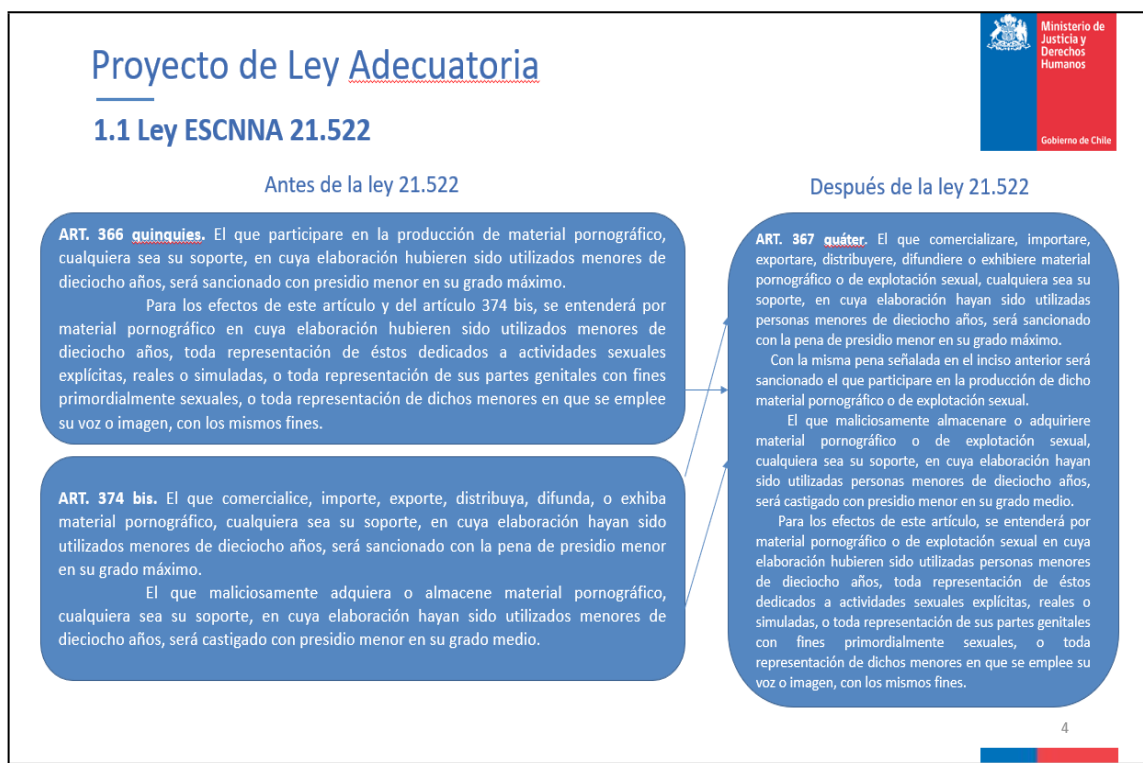 Proyecto de Ley Adecuatoria
Ministerio de
Justicia y
Derechos
Humanos
Gobierno de Chile
1.1 Ley ESCNNA 21.522
Antes de la ley 21.522
ART. 366 quinquies. El que participare en la producción de material pornográfico,
cualquiera sea su soporte, en cuya elaboración hubieren sido utilizados menores de
dieciocho años, será sancionado con presidio menor en su grado máximo.
Para los efectos de este artículo y del artículo 374 bis, se entenderá por
material pornográfico en cuya elaboración hubieren sido utilizados menores de
dieciocho años, toda representación de éstos dedicados a actividades sexuales
explícitas, reales o simuladas, o toda representación de sus partes genitales con fines
primordialmente sexuales, o toda representación de dichos menores en que se emplee
su voz o imagen, con los mismos fines.
ART. 374 bis. El que comercialice, importe, exporte, distribuya, difunda, o exhiba
material pornográfico, cualquiera sea su soporte, en cuya elaboración hayan sido
utilizados menores de dieciocho años, será sancionado con la pena de presidio menor
en su grado máximo.
El que maliciosamente adquiera o almacene material pornográfico,
cualquiera sea su soporte, en cuya elaboración hayan sido utilizados menores de
dieciocho años, será castigado con presidio menor en su grado medio.
Después de la ley 21.522
ART. 367 quáter. El que comercializare, importare,
exportare, distribuyere, difundiere o exhibiere material
pornográfico o de explotación sexual, cualquiera sea su
soporte, en cuya elaboración hayan sido utilizadas
personas menores de dieciocho años, será sancionado
con la pena de presidio menor en su grado máximo.
Con la misma pena señalada en el inciso anterior será
sancionado el que participare en la producción de dicho
material pornográfico o de explotación sexual.
El que maliciosamente almacenare o adquiriere
material pornográfico o de explotación sexual,
cualquiera sea su soporte, en cuya elaboración hayan
sido utilizadas personas menores de dieciocho años,
será castigado con presidio menor en su grado medio.
Para los efectos de este artículo, se entenderá por
material pornográfico o de explotación sexual en cuya
elaboración hubieren sido utilizadas personas menores
de dieciocho años, toda representación de éstos
dedicados a actividades sexuales explícitas, reales o
simuladas, o toda representación de sus partes genitales
con fines primordialmente sexuales, o toda
representación de dichos menores en que se emplee su
voz o imagen, con los mismos fines.
4